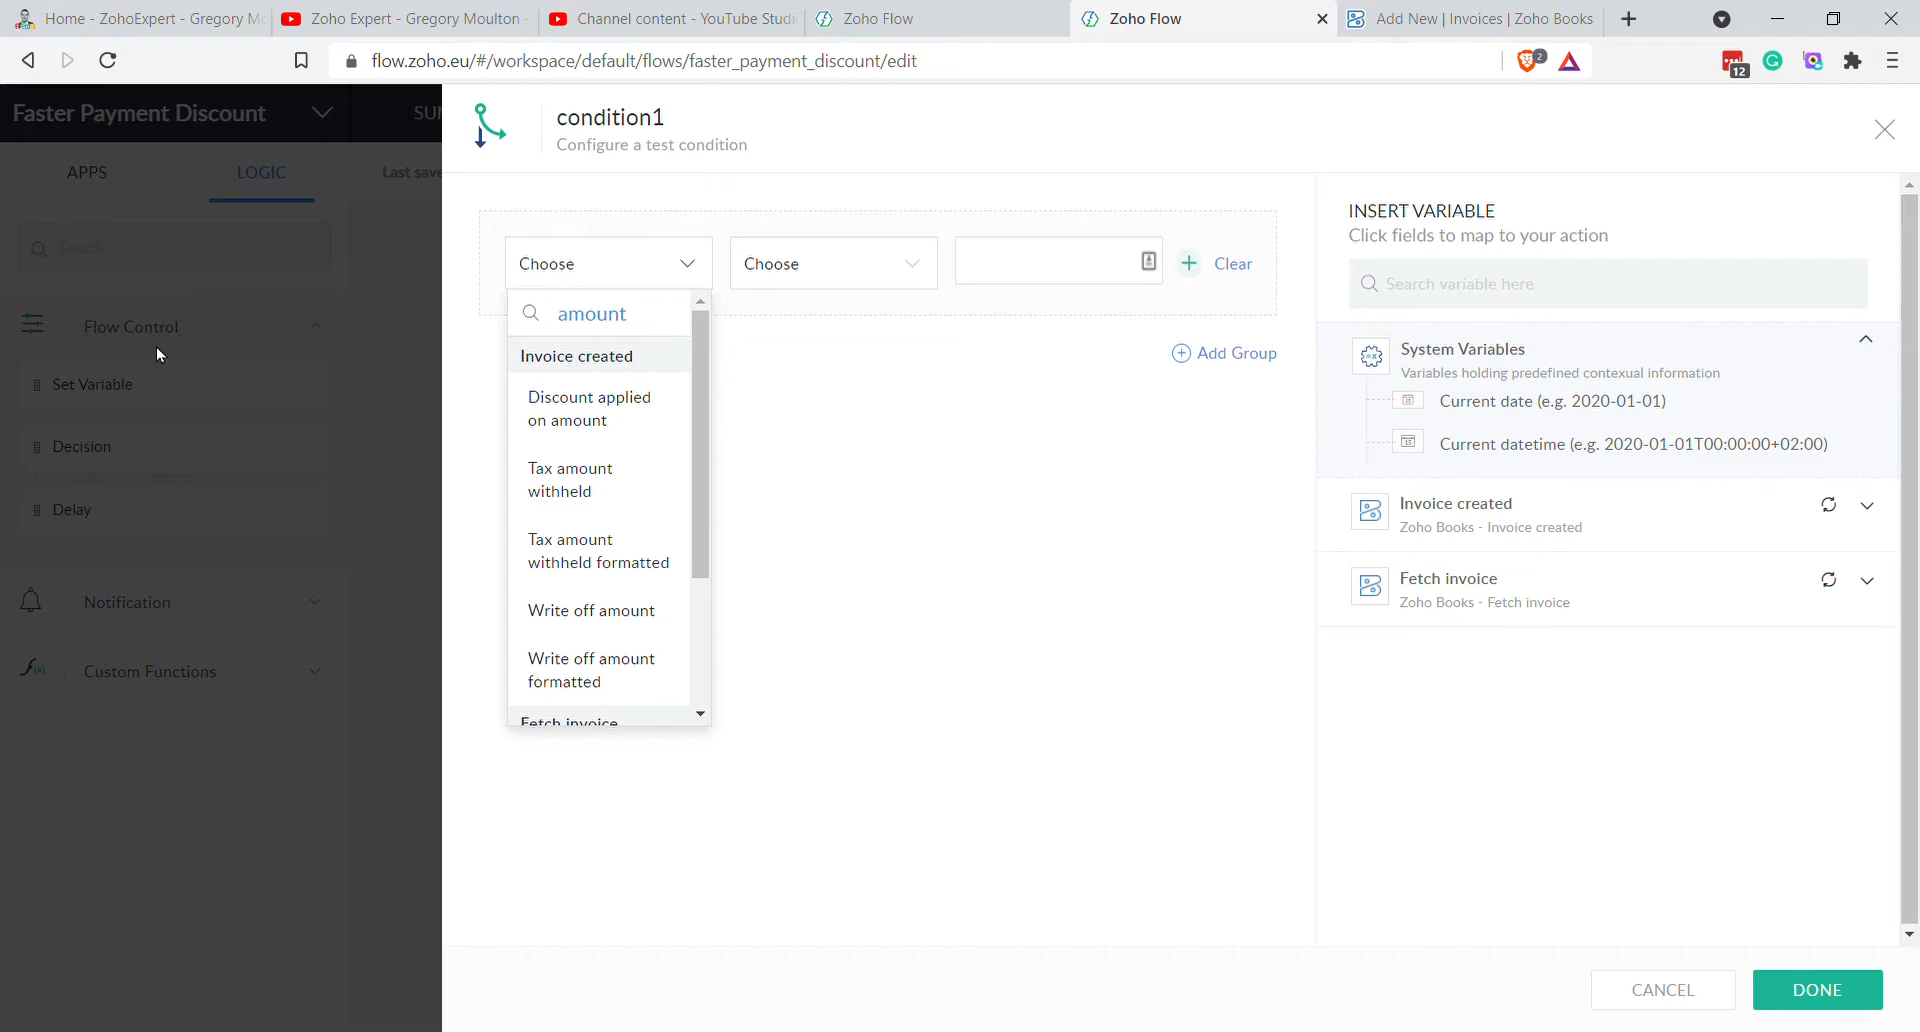 Home - ZohoExpert - Gregory Mo
Zoho Expert - Gregory Moulton -
Channel content - YouTube Studi
Zoho Flow
Zoho Flow
Add New | Invoices | Zoho Books
flow.zoho.eu/#/workspace/default/flows/faster_payment_discount/edit
2
12
Faster Payment Discount
SUM
APPS
LOGIC
Last save
Search
Flow Control
Set Variable
Decision
Delay
Notification
Custom Functions
condition1
Configure a test condition
Choose
Choose
Clear
amount
Invoice created
Discount applied
on amount
Tax amount
withheld
Tax amount
withheld formatted
Write off amount
Write off amount
formatted
Fetch invoice
Add Group
INSERT VARIABLE
Click fields to map to your action
Search variable here
System Variables
Variables holding predefined contexual information
Current date (e.g. 2020-01-01)
Current datetime (e.g. 2020-01-01T00:00:00+02:00)
Invoice created
Zoho Books - Invoice created
Fetch invoice
Zoho Books - Fetch invoice
CANCEL
DONE